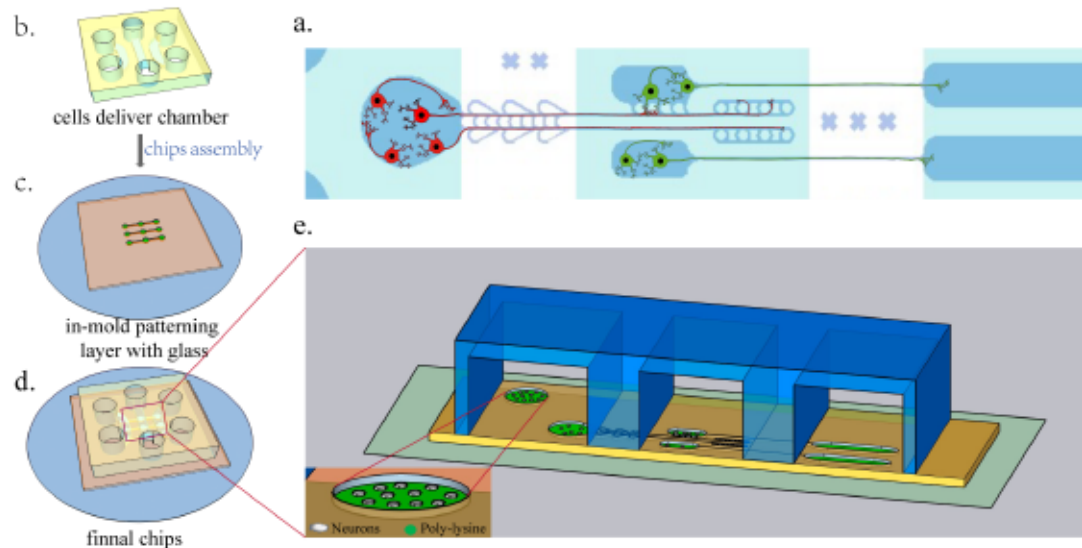 b.
cells deliver chamber
chips assembly
c.
in-mold patterning
layer with glass
d.
finnal chips
a.
e.
Neurons
Poly-lysine